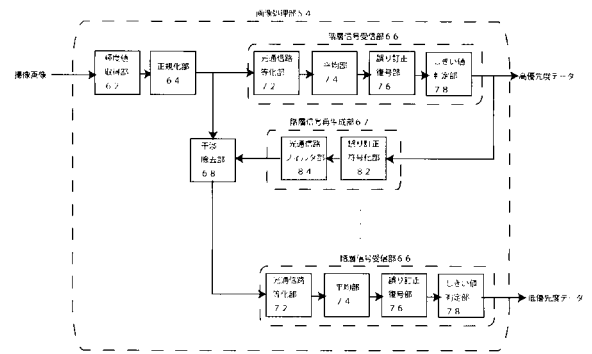 画像処理部５４
階層信号受信部６６
撮像画像
輝度値
取得部
６２
正規化部
６４
光通信路
等化部
７２
平均部
７４
誤り訂正
復号部
７６
しきい値
判定部
７８
高優先度データ
階層信号再生成部６７
干渉
除去部
６８
光通信路
フィルタ部
８４
誤り訂正
符号化部
８２
階層信号受信部６６
光通信路
等化部
７２
平均部
７４
誤り訂正
復号部
７６
しきい値
判定部
７８
低優先度データ